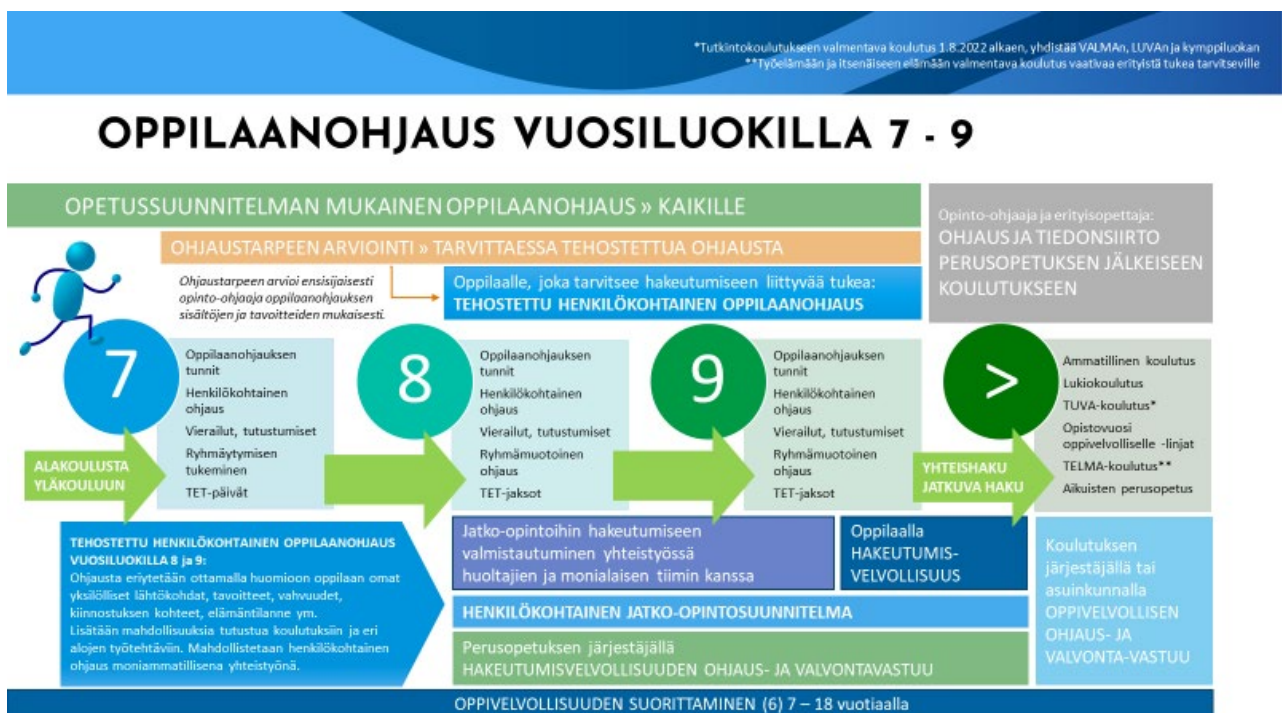 *Tutkintokoulutukseen valmentava koulutus 1.8.2022 alkaen, yhdistää VALMAn, LUVAn ja kymppiluokan
**Työelämään ja itsenäiseen elämään valmentava koulutus vaativaa erityistä tukea tarvitseville
OPPILAANOHJAUS VUOSILUOKILLA 7 - 9
OPETUSSUUNNITELMAN MUKAINEN OPPILAANOHJAUS » KAIKILLE
OHJAUSTARPEEN ARVIOINTI » TARVITTAESSA TEHOSTETTUA OHJAUSTA
Ohjaustarpeen arvioi ensisijaisesti
opinto-ohjaaja oppilaanohjauksen
sisältöjen ja tavoitteiden mukaisesti.
Oppilaalle, joka tarvitsee hakeutumiseen liittyvää tukea:
TEHOSTETTU HENKILÖKOHTAINEN OPPILAANOHJAUS
Opinto-ohjaaja ja erityisopettaja:
OHJAUS JA TIEDONSIIRTO
PERUSOPETUKSEN JÄLKEISEEN
KOULUTUKSEEN
7
Oppilaanohjauksen
tunnit
Henkilökohtainen
ohjaus
Vierailut, tutustumiset
Ryhmäytymisen
tukeminen
TET-päivät
8
Oppilaanohjauksen
tunnit
Henkilökohtainen
ohjaus
Vierailut, tutustumiset
Ryhmämuotoinen
ohjaus
TET-jaksot
9
Oppilaanohjauksen
tunnit
Henkilökohtainen
ohjaus
Vierailut, tutustumiset
Ryhmämuotoinen
ohjaus
TET-jaksot
>
Ammatillinen koulutus
Lukiokoulutus
TUVA-koulutus*
Opistovuosi
oppivelvolliselle -linjat
TELMA-koulutus**
Aikuisten perusopetus
ALAKOULUSTA
YLÄKOULUUN
YHTEISHAKU
JATKUVA HAKU
TEHOSTETTU HENKILÖKOHTAINEN OPPILAANOHJAUS
VUOSILUOKILLA 8 ja 9:
Ohjausta eriytetään ottamalla huomioon oppilaan omat
yksilölliset lähtökohdat, tavoitteet, vahvuudet,
kiinnostuksen kohteet, elämäntilanne ym.
Lisätään mahdollisuuksia tutustua koulutuksiin ja eri
alojen työtehtäviin. Mahdollistetaan henkilökohtainen
ohjaus moniammatillisena yhteistyönä.
Jatko-opintoihin hakeutumiseen
valmistautuminen yhteistyössä
huoltajien ja monialaisen tiimin kanssa
Oppilaalla
HAKEUTUMIS-
VELVOLLISUUS
HENKILÖKOHTAINEN JATKO-OPINTOSUUNNITELMA
Perusopetuksen järjestäjällä
HAKEUTUMISVELVOLLISUUDEN OHJAUS- JA VALVONTAVASTUU
Koulutuksen
järjestäjällä tai
asuinkunnalla
OPPIVELVOLLISEN
OHJAUS- JA
VALVONTA-VASTUU
OPPIVELVOLLISUUDEN SUORITTAMINEN (6) 7 – 18 vuotiaalla